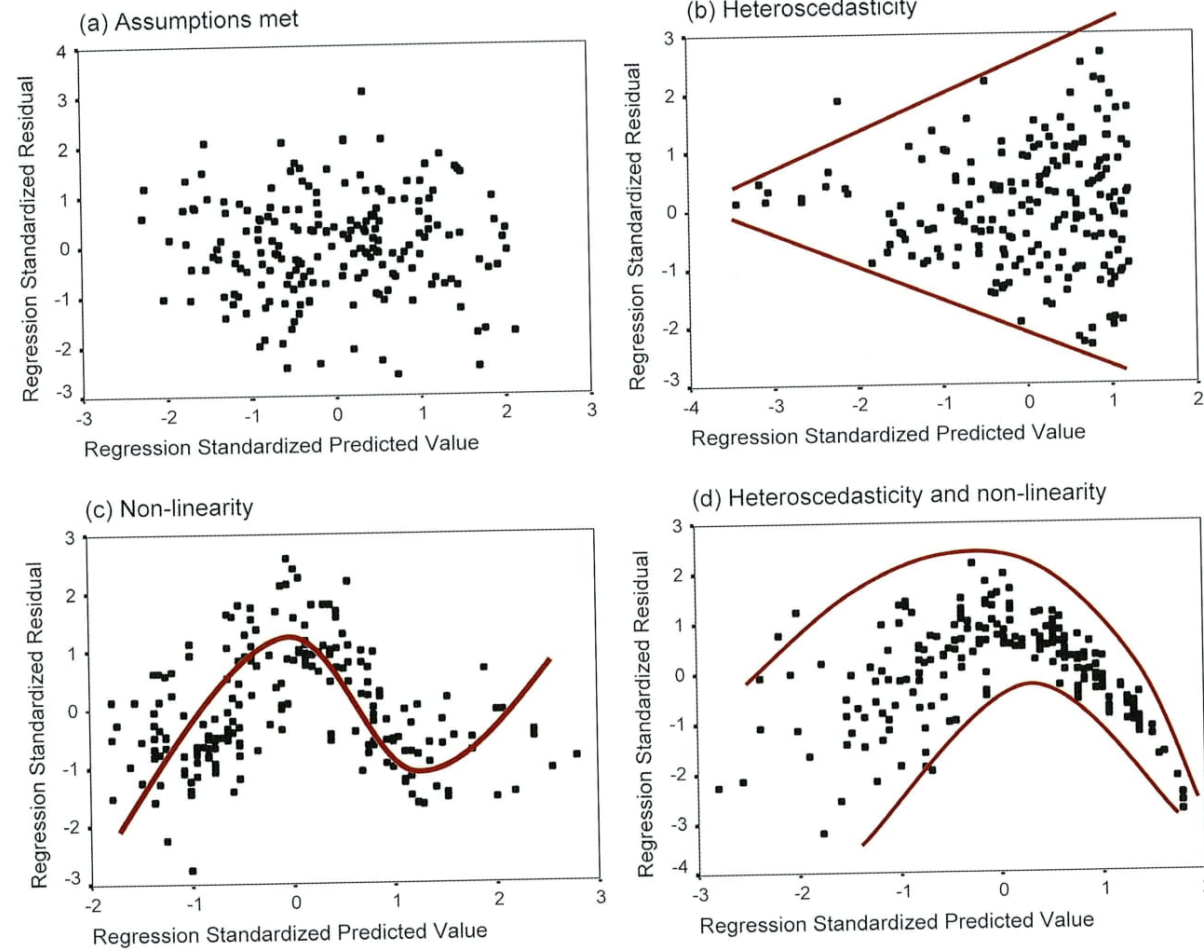 (a) Assumptions met
4
3
2
1
0
-1
-2
-3
-3 -2 -1 0 1 2 3
Regression Standardized Residual
Regression Standardized Predicted Value
(b) Heteroscedasticity
3
2
1
0
-1
-2
-3
-4 -3 -2 -1 0 1 2
Regression Standardized Residual
Regression Standardized Predicted Value
(c) Non-linearity
3
2
1
0
-1
-2
-3
-2 -1 0 1 2 3
Regression Standardized Residual
Regression Standardized Predicted Value
(d) Heteroscedasticity and non-linearity
3
2
1
0
-1
-2
-3
-4
-3 -2 -1 0 1
Regression Standardized Residual
Regression Standardized Predicted Value